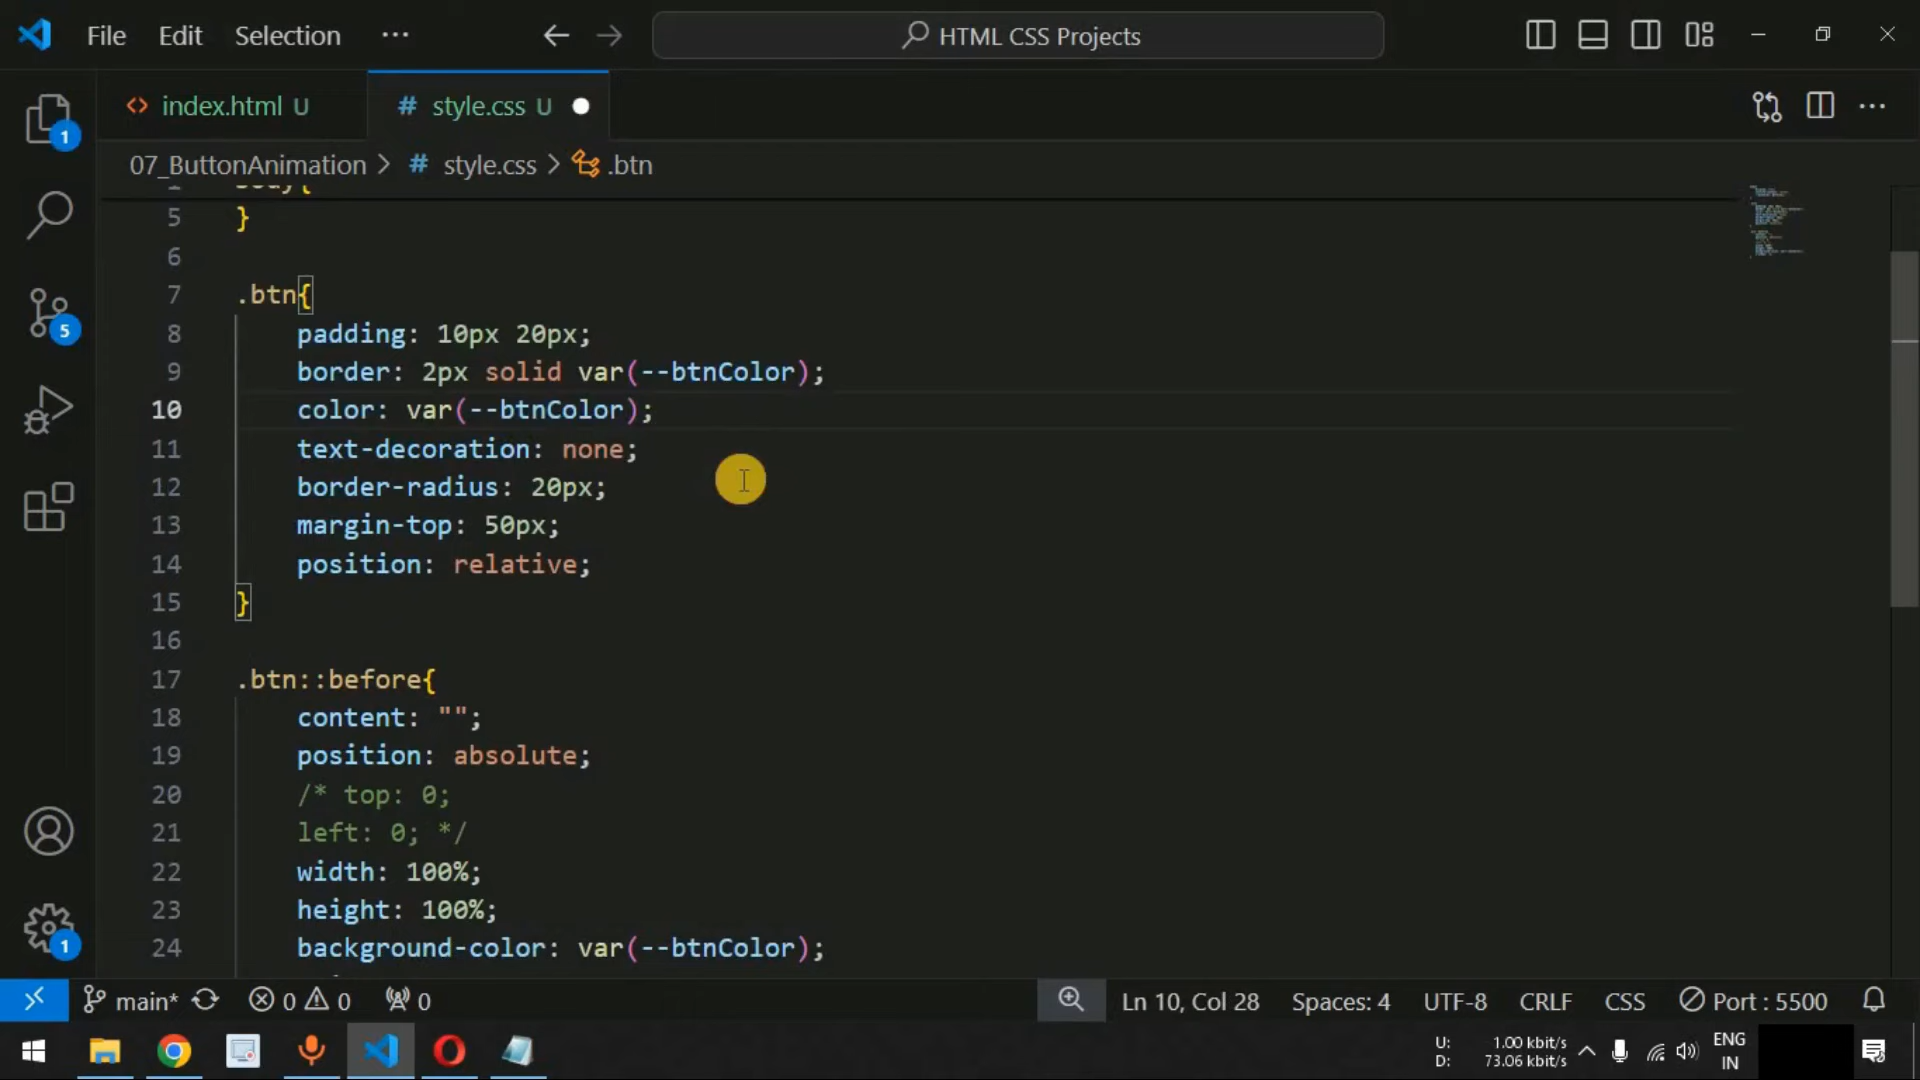 File Edit Selection ··· HTML CSS Projects
index.html U # style.css U
07_ButtonAnimation > # style.css > .btn
1
5 }
6
7 .btn{
8 padding: 10px 20px;
9 border: 2px solid var(--btnColor);
10 color: var(--btnColor);
11 text-decoration: none;
12 border-radius: 20px;
13 margin-top: 50px;
14 position: relative;
15 }
16
17 .btn::before{
18 content: "";
19 position: absolute;
20 /* top: 0;
21 left: 0; */
22 width: 100%;
23 height: 100%;
24 background-color: var(--btnColor);
5
1
main* 0 0 0 Ln 10, Col 28 Spaces: 4 UTF-8 CRLF CSS Port : 5500
U: 1.00 kbit/s
D: 73.06 kbit/s
ENG
IN